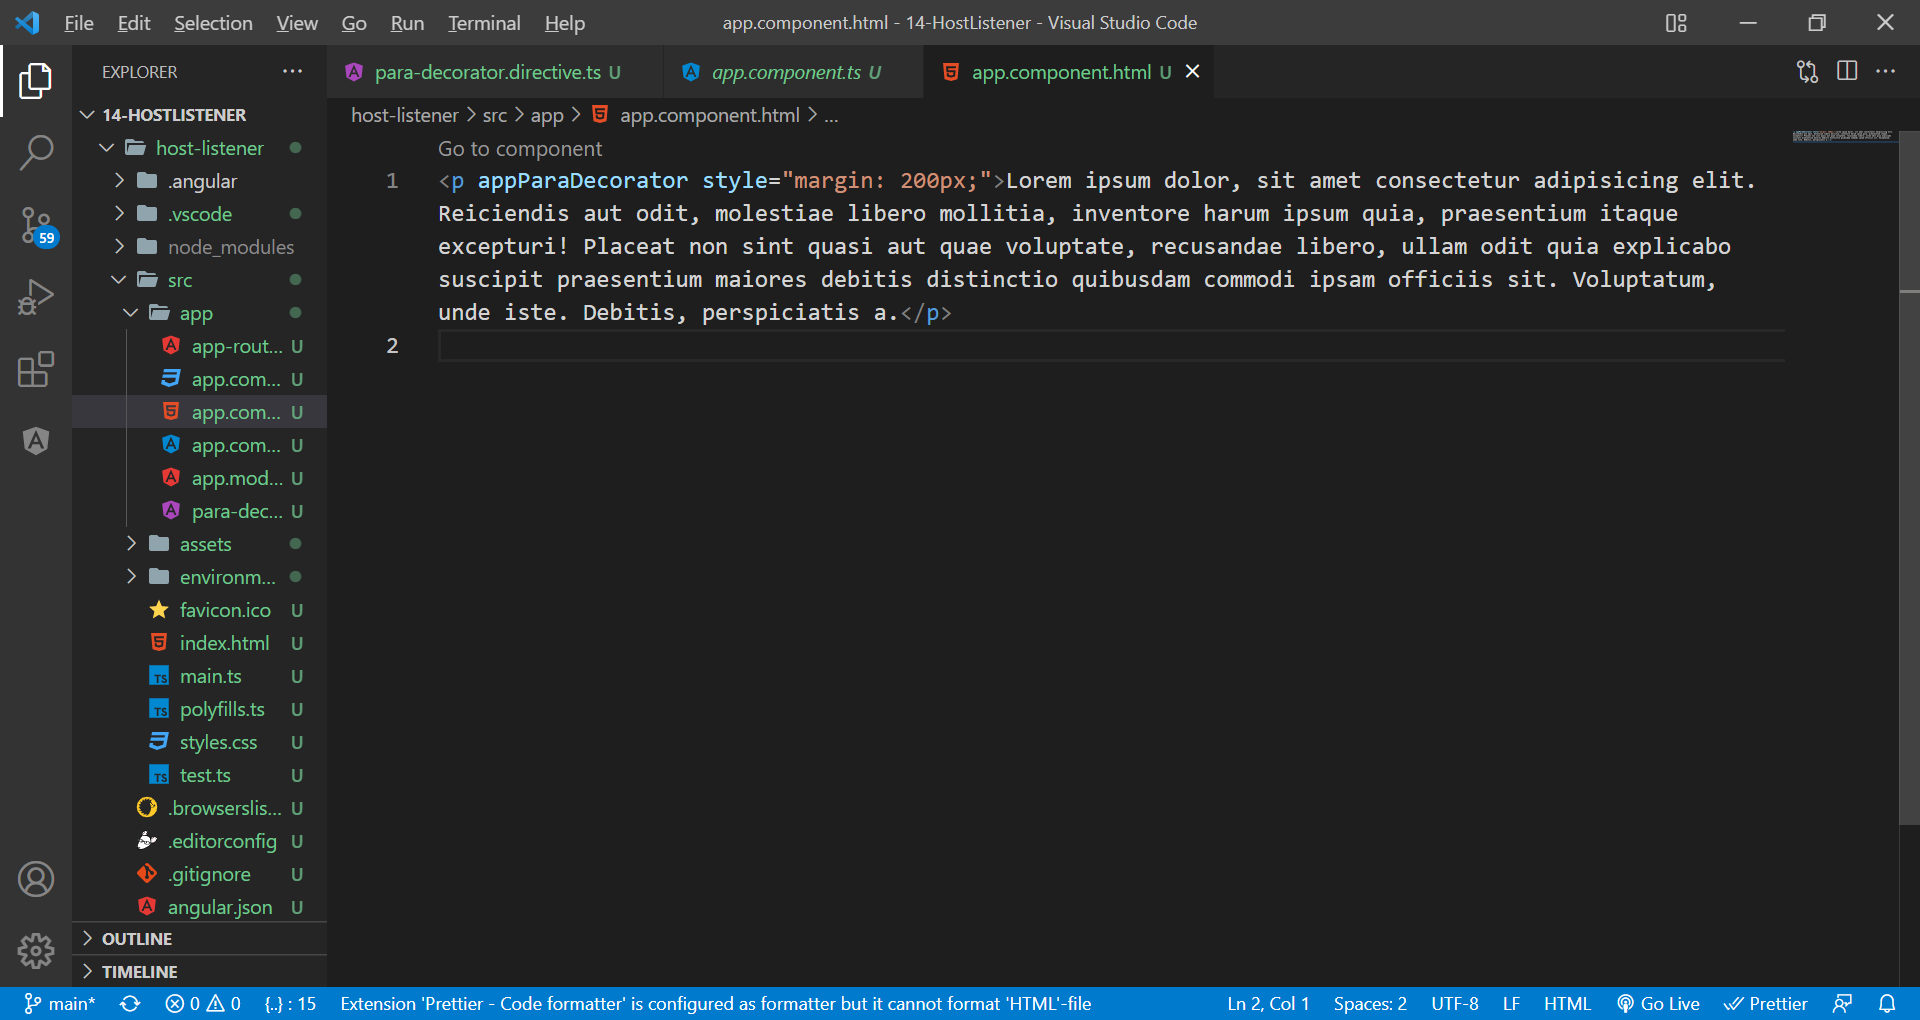 File Edit Selection View Go Run Terminal Help
app.component.html - 14-HostListener - Visual Studio Code
EXPLORER
14-HOSTLISTENER
host-listener
.angular
.vscode
node_modules
src
app
app-rout... U
app.com... U
app.com... U
app.com... U
app.mod... U
para-dec... U
assets
environm...
favicon.ico U
index.html U
TS main.ts U
TS polyfills.ts U
styles.css U
TS test.ts U
.browserslis... U
.editorconfig U
.gitignore U
angular.json U
OUTLINE
TIMELINE
59
para-decorator.directive.ts U
app.component.ts U
app.component.html U
host-listener > src > app > app.component.html > ...
Go to component
1 <p appParaDecorator style="margin: 200px;">Lorem ipsum dolor, sit amet consectetur adipisicing elit.
Reiciendis aut odit, molestiae libero mollitia, inventore harum ipsum quia, praesentium itaque
excepturi! Placeat non sint quasi aut quae voluptate, recusandae libero, ullam odit quia explicabo
suscipit praesentium maiores debitis distinctio quibusdam commodi ipsam officiis sit. Voluptatum,
unde iste. Debitis, perspiciatis a.</p>
2
main* 0 0 {..} : 15 Extension 'Prettier - Code formatter' is configured as formatter but it cannot format 'HTML'-file
Ln 2, Col 1 Spaces: 2 UTF-8 LF HTML Go Live Prettier